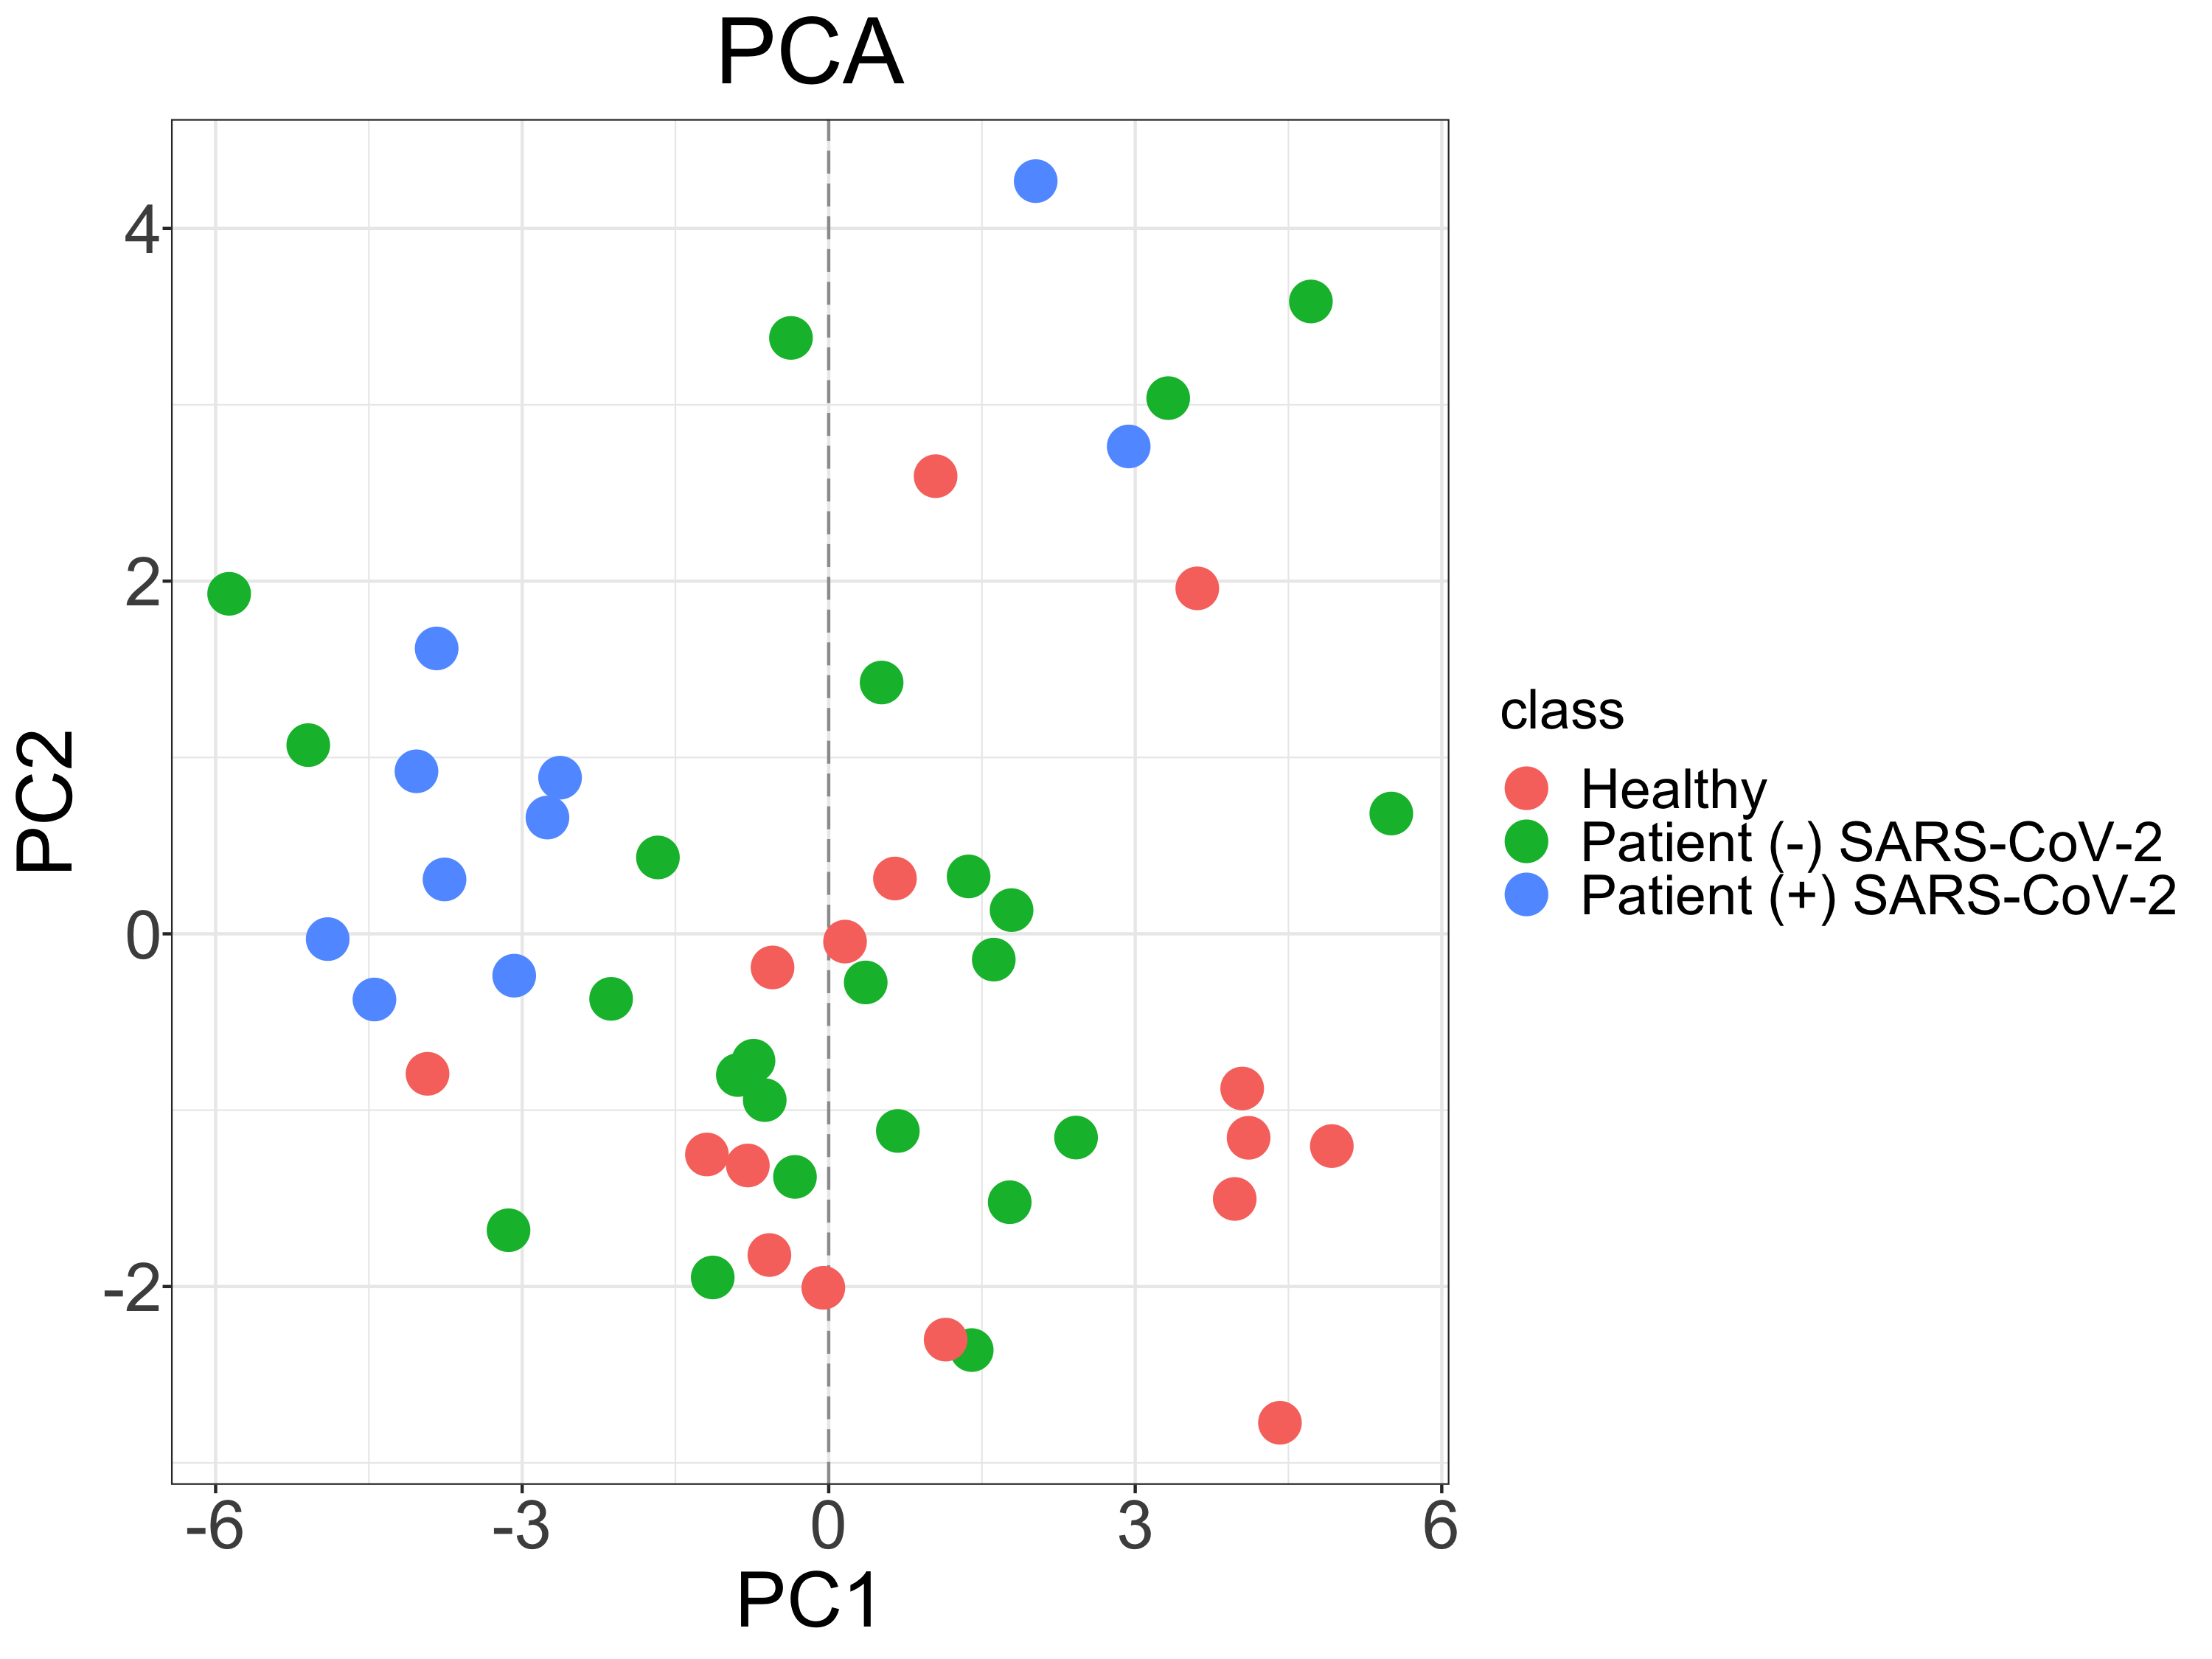 PCA
4
2
0
-2
PC2
-6 -3 0 3 6
PC1
class
Healthy
Patient (-) SARS-CoV-2
Patient (+) SARS-CoV-2